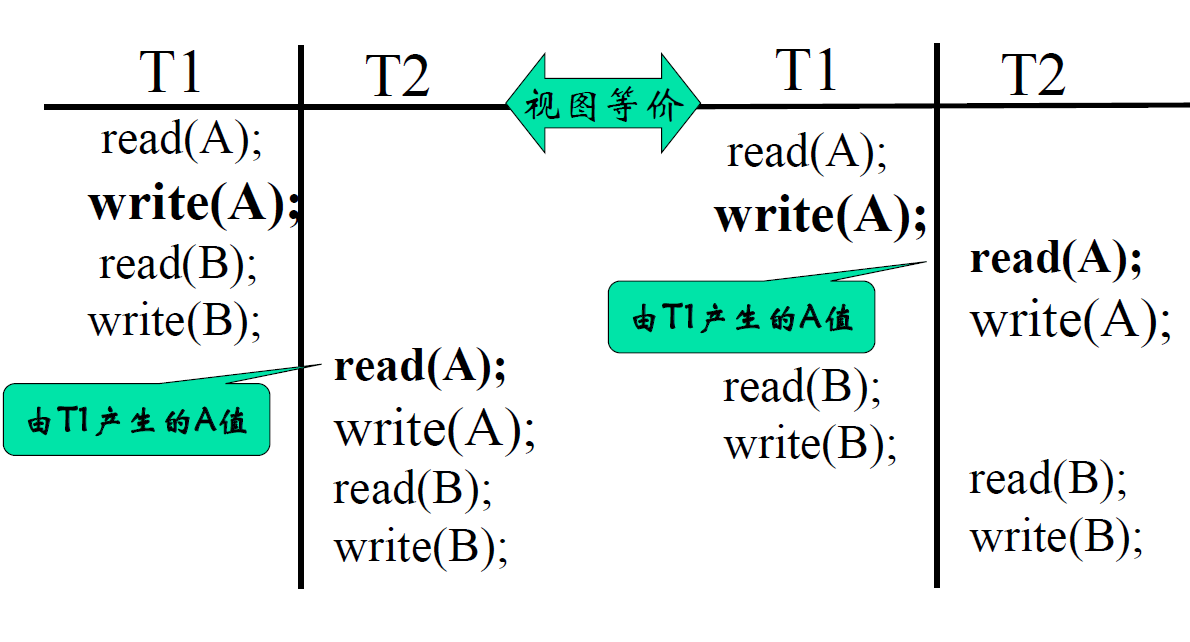 T1
T2
read(A);
write(A);
read(B);
write(B);
由T1产生的A值
read(A);
write(A);
read(B);
write(B);
视图等价
T1
T2
read(A);
write(A);
read(A);
write(A);
由T1产生的A值
read(B);
write(B);
read(B);
write(B);